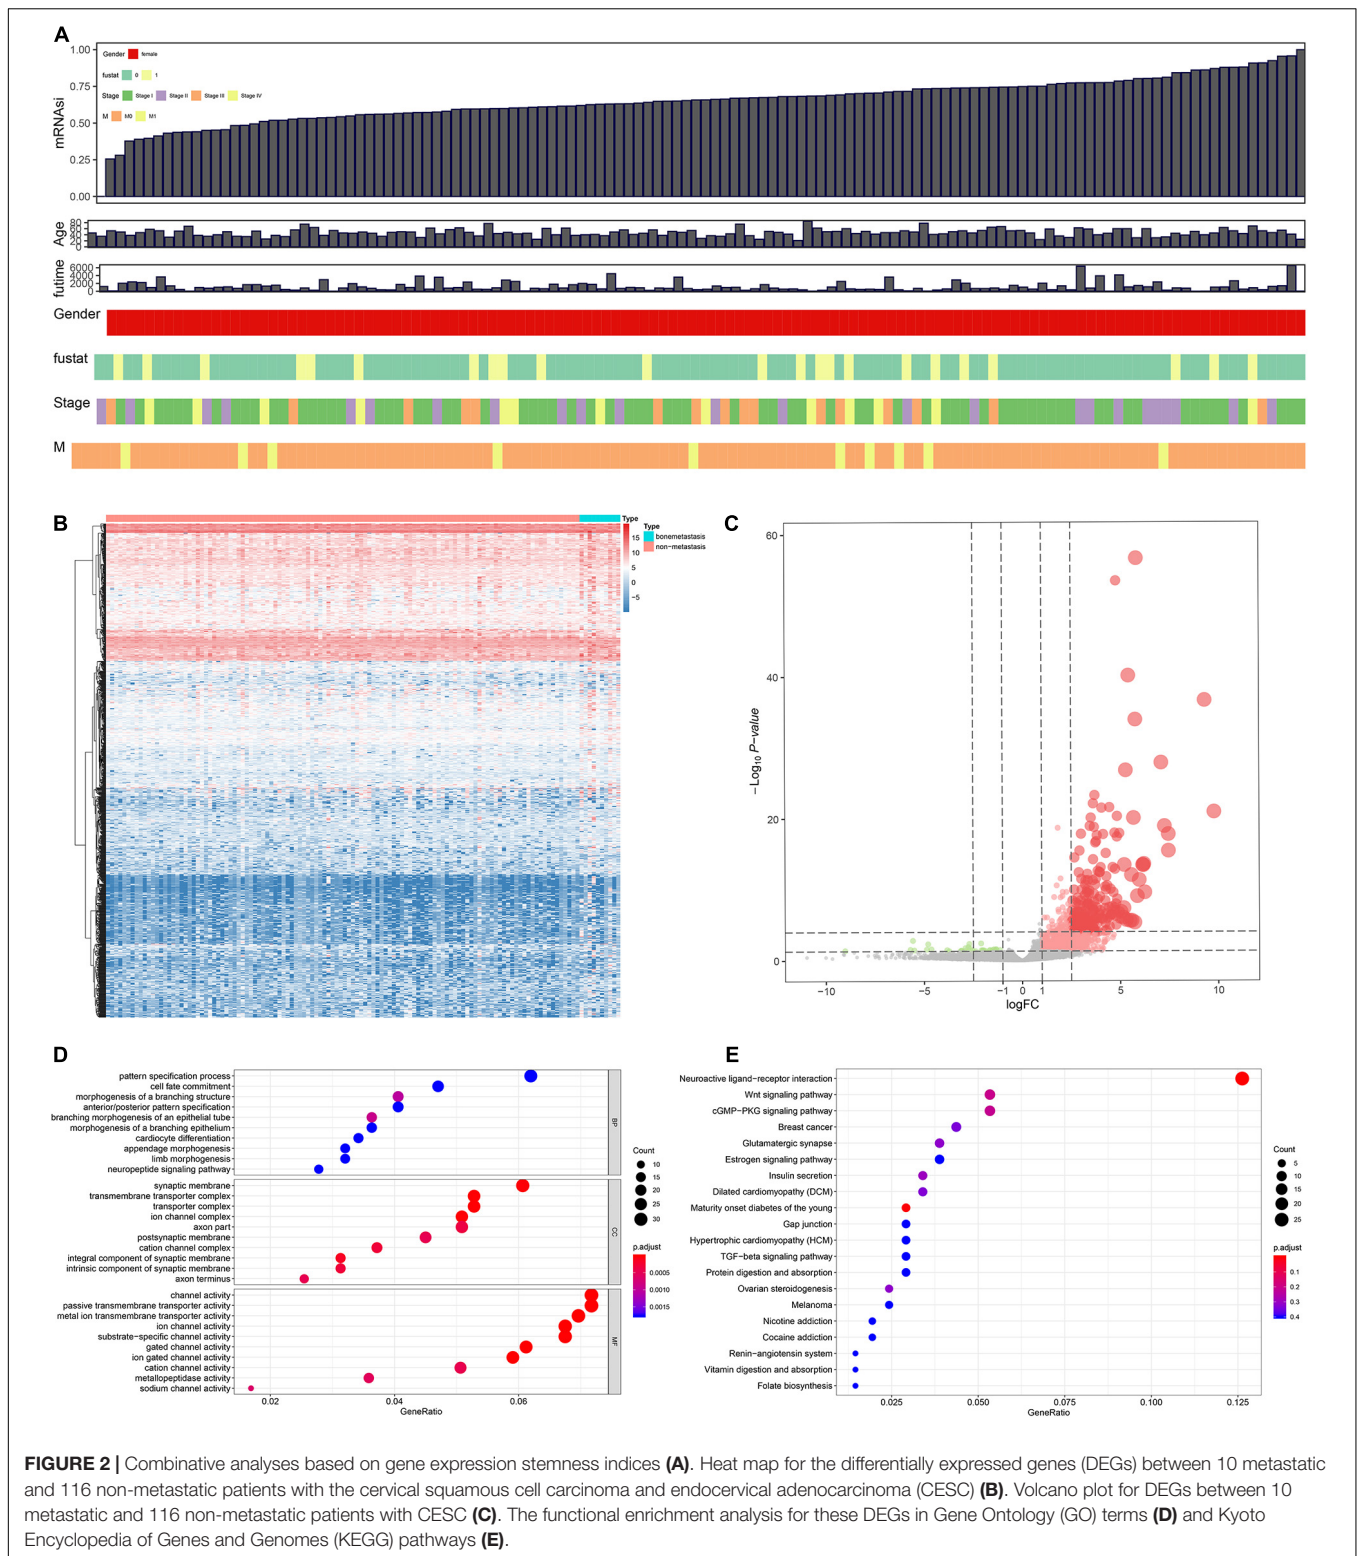 A
mRNAsi
1.00
0.75
0.50
0.25
0.00
Gender female
fustat 0 1
Stage Stage I Stage II Stage III Stage IV
M M0 M1
Age
80
60
40
20
0
futime
6000
4000
2000
0
Gender
fustat
Stage
M
B
Type
15
10
5
0
−5
Type
bonemetastasis
non−metastasis
C
60
40
20
0
−Log10 P−value
−10 −5 −1 0 1 5 10
logFC
D
pattern specification process
cell fate commitment
morphogenesis of a branching structure
anterior/posterior pattern specification
branching morphogenesis of an epithelial tube
morphogenesis of a branching epithelium
cardiocyte differentiation
appendage morphogenesis
limb morphogenesis
neuropeptide signaling pathway
BP
synaptic membrane
transmembrane transporter complex
transporter complex
ion channel complex
axon part
postsynaptic membrane
cation channel complex
integral component of synaptic membrane
intrinsic component of synaptic membrane
axon terminus
CC
channel activity
passive transmembrane transporter activity
metal ion transmembrane transporter activity
ion channel activity
substrate−specific channel activity
gated channel activity
ion gated channel activity
cation channel activity
metallopeptidase activity
sodium channel activity
MF
0.02 0.04 0.06
GeneRatio
Count
10
15
20
25
30
p.adjust
0.0005
0.0010
0.0015
E
Neuroactive ligand−receptor interaction
Wnt signaling pathway
cGMP−PKG signaling pathway
Breast cancer
Glutamatergic synapse
Estrogen signaling pathway
Insulin secretion
Dilated cardiomyopathy (DCM)
Maturity onset diabetes of the young
Gap junction
Hypertrophic cardiomyopathy (HCM)
TGF−beta signaling pathway
Protein digestion and absorption
Ovarian steroidogenesis
Melanoma
Nicotine addiction
Cocaine addiction
Renin−angiotensin system
Vitamin digestion and absorption
Folate biosynthesis
0.025 0.050 0.075 0.100 0.125
GeneRatio
Count
5
10
15
20
25
p.adjust
0.1
0.2
0.3
0.4
FIGURE 2 | Combinative analyses based on gene expression stemness indices (A). Heat map for the differentially expressed genes (DEGs) between 10 metastatic
and 116 non-metastatic patients with the cervical squamous cell carcinoma and endocervical adenocarcinoma (CESC) (B). Volcano plot for DEGs between 10
metastatic and 116 non-metastatic patients with CESC (C). The functional enrichment analysis for these DEGs in Gene Ontology (GO) terms (D) and Kyoto
Encyclopedia of Genes and Genomes (KEGG) pathways (E).